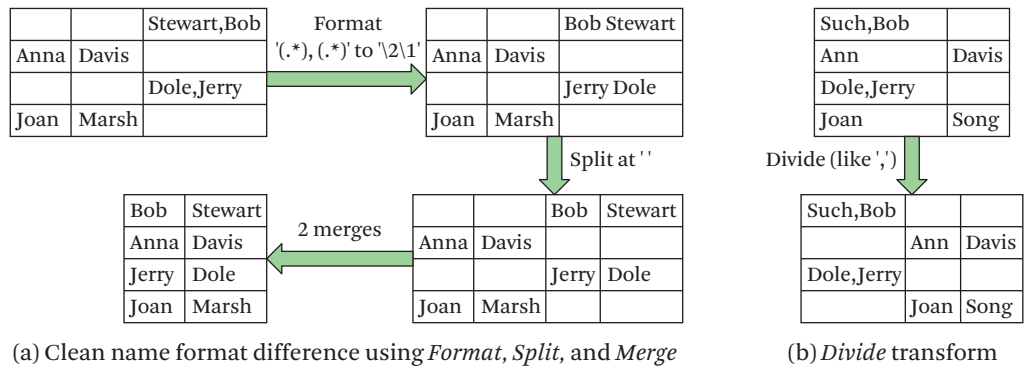 Stewart,Bob
Anna Davis
Dole,Jerry
Joan Marsh
Format
'(.*), (.*)' to '\2\1'
Bob Stewart
Anna Davis
Jerry Dole
Joan Marsh
Split at ' '
Bob Stewart
Anna Davis
Jerry Dole
Joan Marsh
2 merges
Bob Stewart
Anna Davis
Jerry Dole
Joan Marsh
(a) Clean name format difference using Format, Split, and Merge
Such,Bob
Ann Davis
Dole,Jerry
Joan Song
Divide (like ',')
Such,Bob
Ann Davis
Dole,Jerry
Joan Song
(b) Divide transform